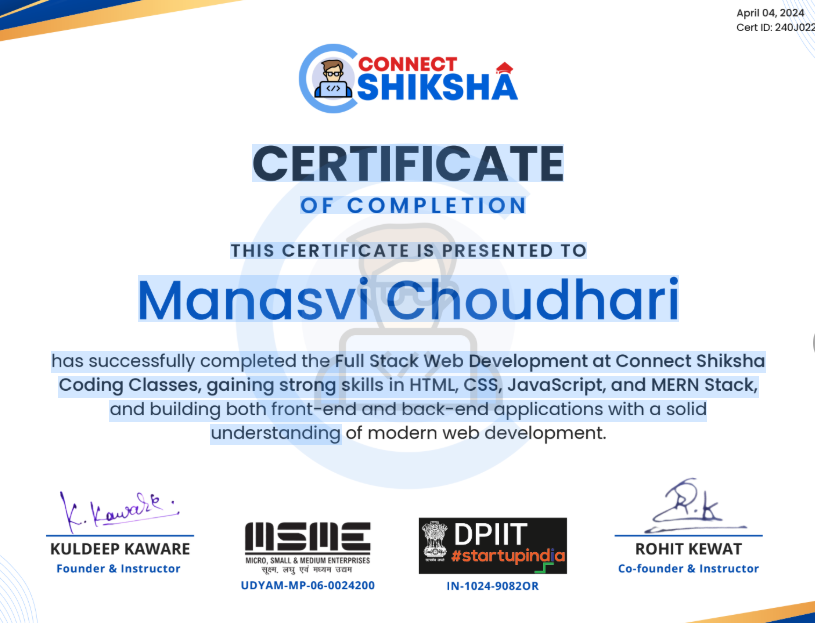 April 04, 2024
Cert ID: 240J022
CONNECT
SHIKSHA
CERTIFICATE
OF COMPLETION
THIS CERTIFICATE IS PRESENTED TO
Manasvi Choudhari
has successfully completed the Full Stack Web Development at Connect Shiksha
Coding Classes, gaining strong skills in HTML, CSS, JavaScript, and MERN Stack,
and building both front-end and back-end applications with a solid
understanding of modern web development.
K. Kaware.
R.K
KULDEEP KAWARE
Founder & Instructor
MSME
MICRO, SMALL & MEDIUM ENTERPRISES
सूक्ष्म, लघु एवं मध्यम उद्यम
UDYAM-MP-06-0024200
DPIIT
#startupindia
IN-1024-9082OR
ROHIT KEWAT
Co-founder & Instructor